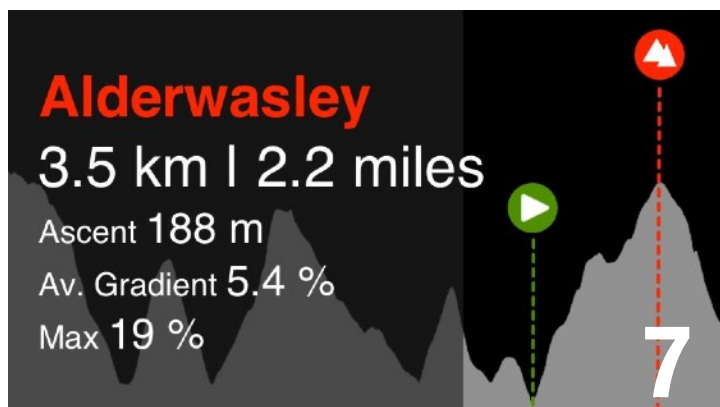 Alderwasley
3.5 km | 2.2 miles
Ascent 188 m
Av. Gradient 5.4 %
Max 19 %
7